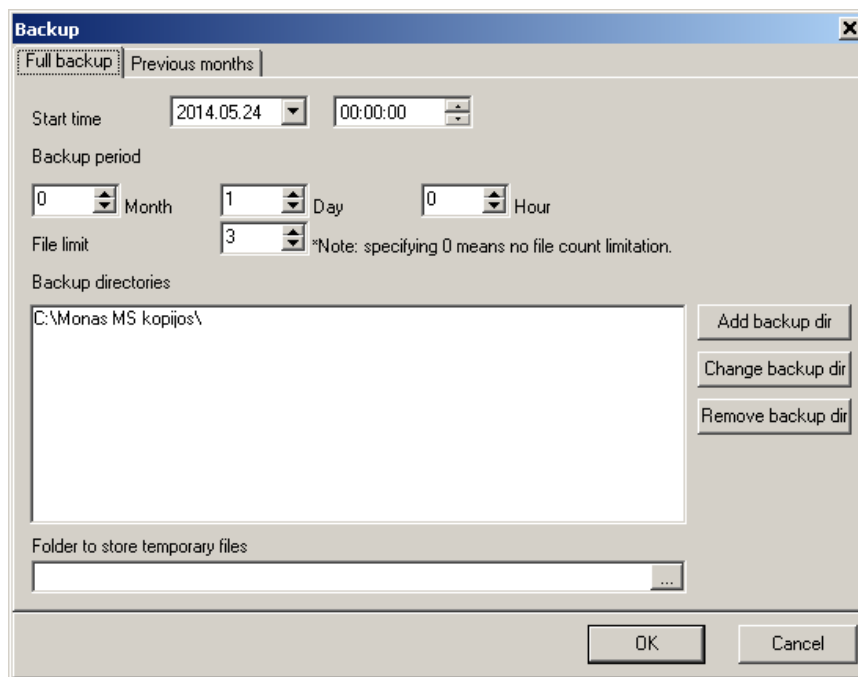 Backup
Full backup Previous months
Start time 2014.05.24 00:00:00
Backup period
0 Month 1 Day 0 Hour
File limit 3 *Note: specifying 0 means no file count limitation.
Backup directories
C:\Monas MS kopijos\
Add backup dir
Change backup dir
Remove backup dir
Folder to store temporary files
...
OK Cancel